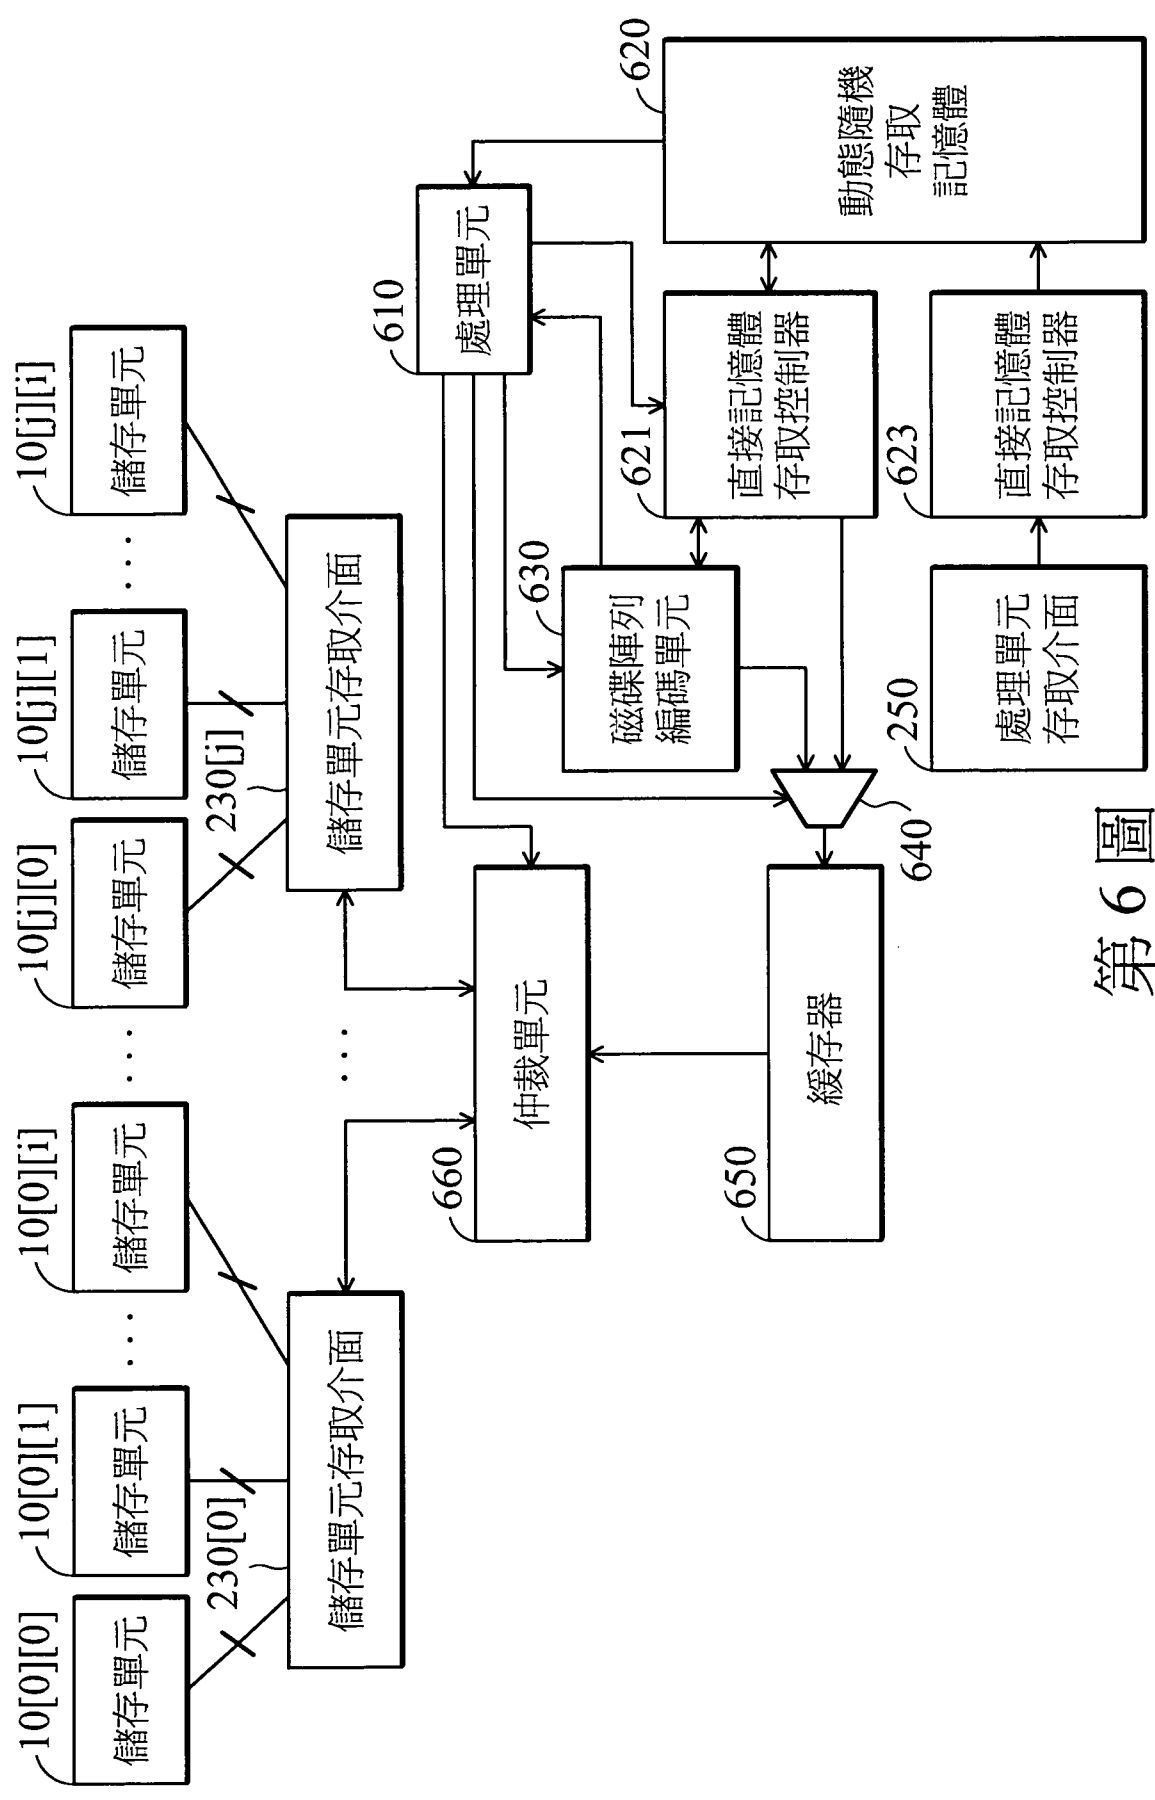 10[0][0]
儲存單元
10[0][1]
儲存單元
. . .
10[0][i]
儲存單元
. . .
10[j][0]
儲存單元
10[j][1]
儲存單元
. . .
10[j][i]
儲存單元
230[0]
儲存單元存取介面
. . .
230[j]
儲存單元存取介面
660
仲裁單元
610
處理單元
650
緩存器
640
630
磁碟陣列
編碼單元
621
直接記憶體
存取控制器
620
動態隨機
存取
記憶體
250
處理單元
存取介面
623
直接記憶體
存取控制器
第 6 圖